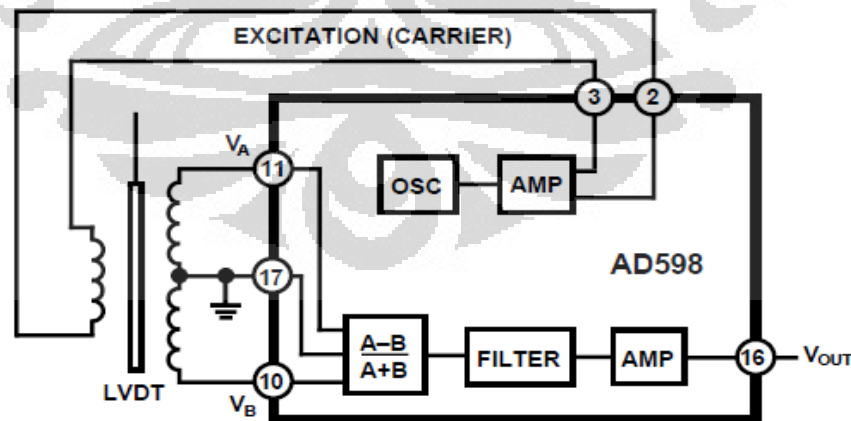 EXCITATION (CARRIER)
3
2
VA
11
OSC
AMP
17
AD598
A–B
A+B
FILTER
AMP
16
VOUT
10
LVDT
VB